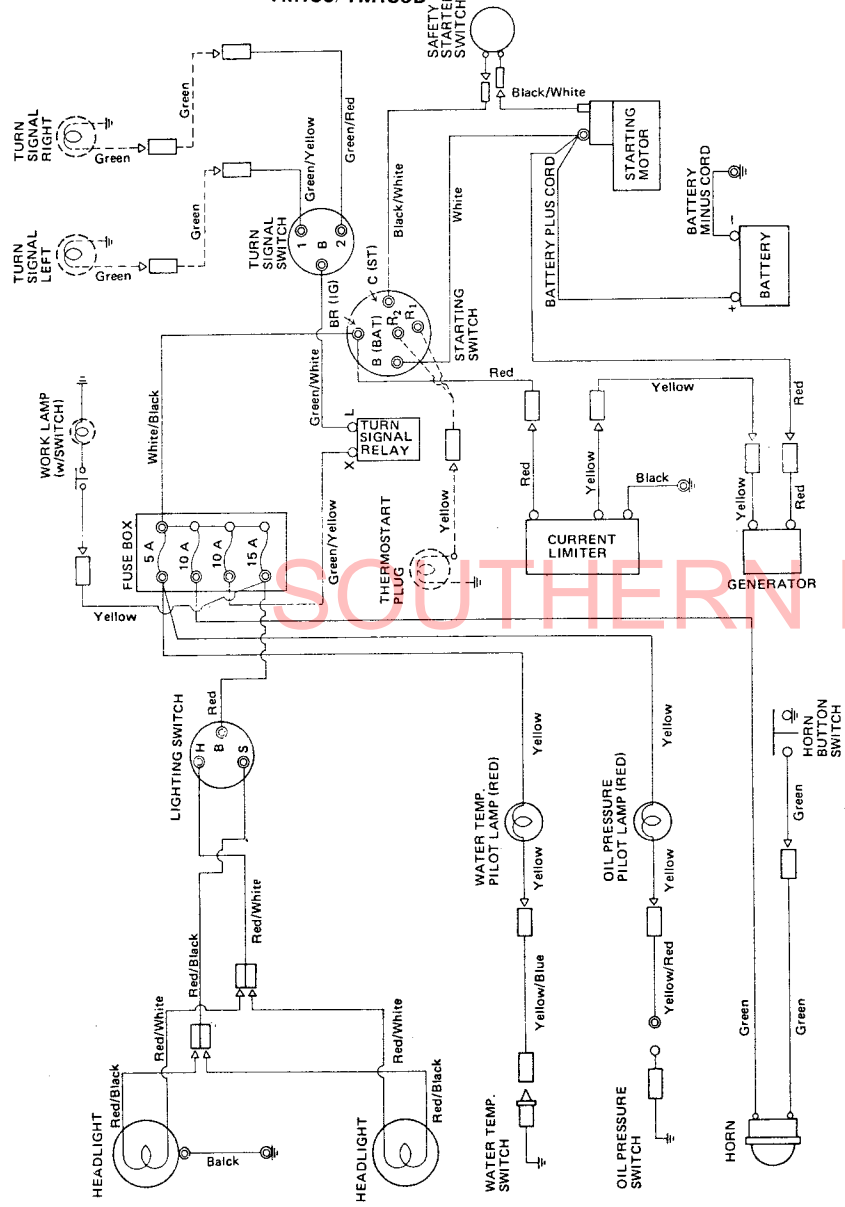 SAFETY
STARTER
SWITCH
Black/White
TURN
SIGNAL
RIGHT
Green
Green
Green/Yellow
Green/Red
TURN
SIGNAL
LEFT
Green
Green
TURN
SIGNAL
SWITCH
1
B
2
Black/White
White
STARTING
MOTOR
BATTERY PLUS CORD
BATTERY
MINUS CORD
BATTERY
+
-
BR (IG)
C (ST)
B (BAT)
R2
R1
STARTING
SWITCH
WORK LAMP
(w/SWITCH)
White/Black
Green/White
L
X
TURN
SIGNAL
RELAY
Red
Yellow
Red
FUSE BOX
5 A
10 A
10 A
15 A
Green/Yellow
THERMOSTART
PLUG
Yellow
Red
Yellow
Black
CURRENT
LIMITER
Yellow
Red
GENERATOR
Yellow
SOUTHERN
LIGHTING SWITCH
Red
H
B
S
WATER TEMP.
PILOT LAMP (RED)
Yellow
Yellow
OIL PRESSURE
PILOT LAMP (RED)
Yellow
Yellow
HORN
BUTTON
SWITCH
Green
Red/Black
Red/White
Red/White
Red/Black
Red/White
Red/Black
HEADLIGHT
Balck
HEADLIGHT
Yellow/Blue
WATER TEMP.
SWITCH
Yellow/Red
OIL PRESSURE
SWITCH
Green
Green
HORN